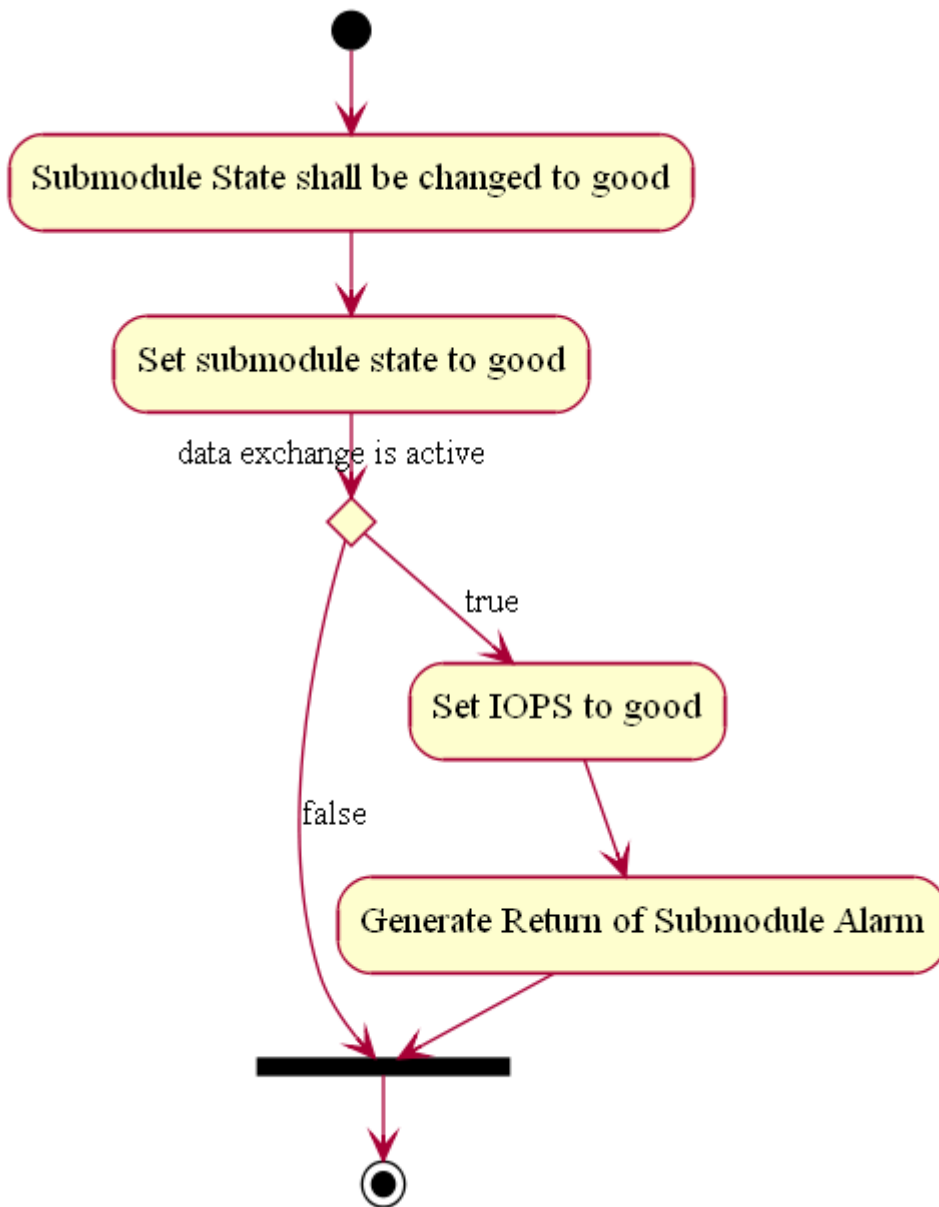 Submodule State shall be changed to good
Set submodule state to good
data exchange is active
true
Set IOPS to good
false
Generate Return of Submodule Alarm